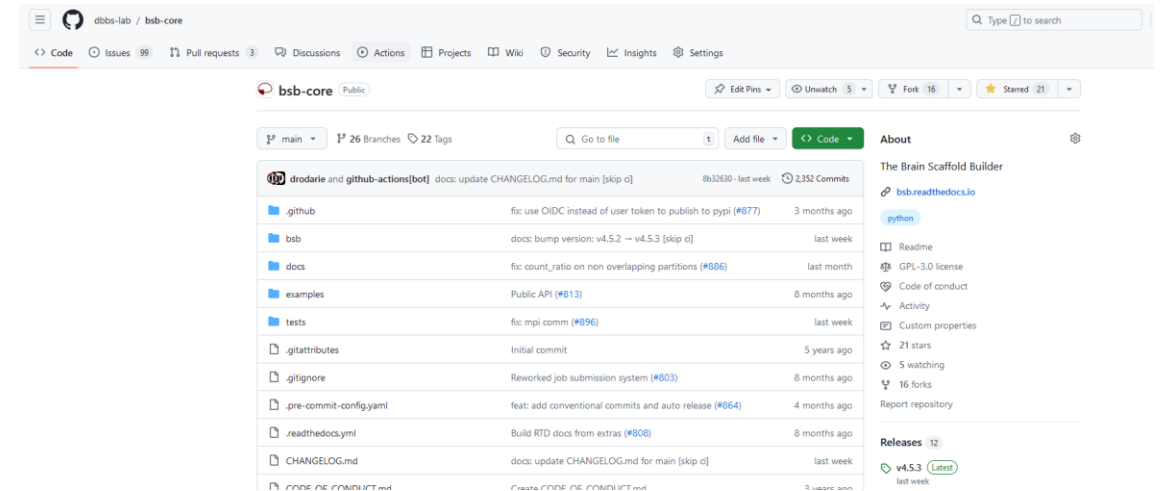 dbbs-lab / bsb-core
Type / to search
Code Issues 99 Pull requests 3 Discussions Actions Projects Wiki Security Insights Settings
bsb-core Public
Edit Pins Unwatch 5 Fork 16 Starred 21
main 26 Branches 22 Tags Go to file t Add file Code
drodarie and github-actions[bot] docs: update CHANGELOG.md for main [skip ci] 8b32630 · last week 2,352 Commits
.github fix: use OIDC instead of user token to publish to pypi (#877) 3 months ago
bsb docs: bump version: v4.5.2 → v4.5.3 [skip ci] last week
docs fix: count_ratio on non overlapping partitions (#886) last month
examples Public API (#813) 8 months ago
tests fix: mpi comm (#896) last week
.gitattributes Initial commit 5 years ago
.gitignore Reworked job submission system (#803) 8 months ago
.pre-commit-config.yaml feat: add conventional commits and auto release (#864) 4 months ago
.readthedocs.yml Build RTD docs from extras (#808) 8 months ago
CHANGELOG.md docs: update CHANGELOG.md for main [skip ci] last week
CODE_OF_CONDUCT.md Create CODE_OF_CONDUCT.md 3 years ago
About
The Brain Scaffold Builder
bsb.readthedocs.io
python
Readme
GPL-3.0 license
Code of conduct
Activity
Custom properties
21 stars
5 watching
16 forks
Report repository
Releases 12
v4.5.3 Latest
last week